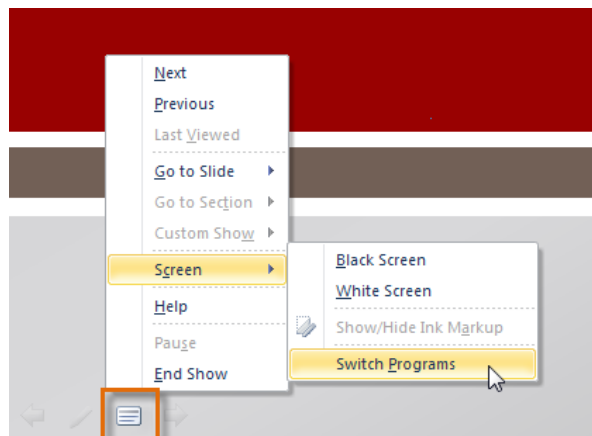 Next
Previous
Last Viewed
Go to Slide
Go to Section
Custom Show
Screen
Help
Pause
End Show
Black Screen
White Screen
Show/Hide Ink Markup
Switch Programs